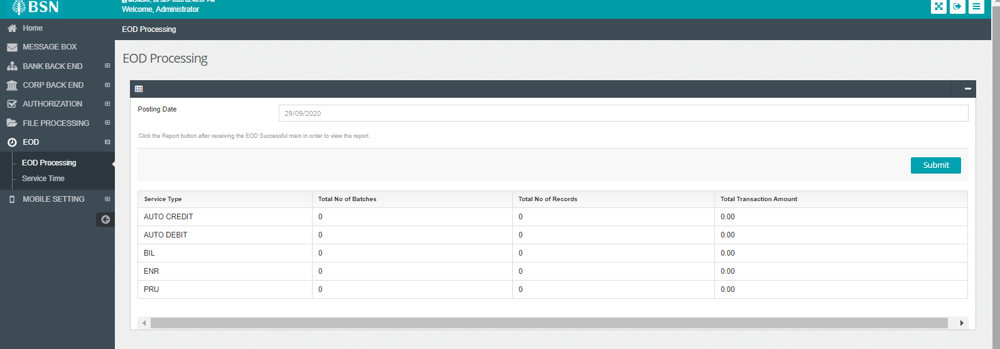 BSN
MONDAY, 28 SEP 2020 02:48:07 PM
Welcome, Administrator
Home
MESSAGE BOX
BANK BACK END
CORP BACK END
AUTHORIZATION
FILE PROCESSING
EOD
EOD Processing
Service Time
MOBILE SETTING
EOD Processing
EOD Processing
Posting Date
29/09/2020
Click the Report button after receiving the EOD Successful main in order to view the report.
Submit
Service Type Total No of Batches Total No of Records Total Transaction Amount
AUTO CREDIT 0 0 0.00
AUTO DEBIT 0 0 0.00
BIL 0 0 0.00
ENR 0 0 0.00
PRU 0 0 0.00